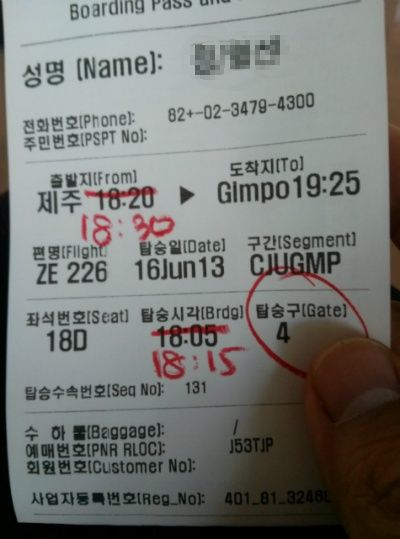 Boarding Pass and
성명 (Name):
전화번호(Phone): 82+-02-3479-4300
주민번호(PSPT No):
출발지(From) 도착지(To)
제주 18:20 ▶ Gimpo 19:25
18:30
편명(Flight) 탑승일(Date) 구간(Segment)
ZE 226 16Jun13 CJUGMP
좌석번호(Seat) 탑승시각(Brdg) 탑승구(Gate)
18D 18:05 4
18:15
탑승수속번호(Seq No): 131
수 하 물(Baggage): /
예매번호(PNR RLOC): J53TJP
회원번호(Customer No):
사업자등록번호(Reg_No): 401_81_3246